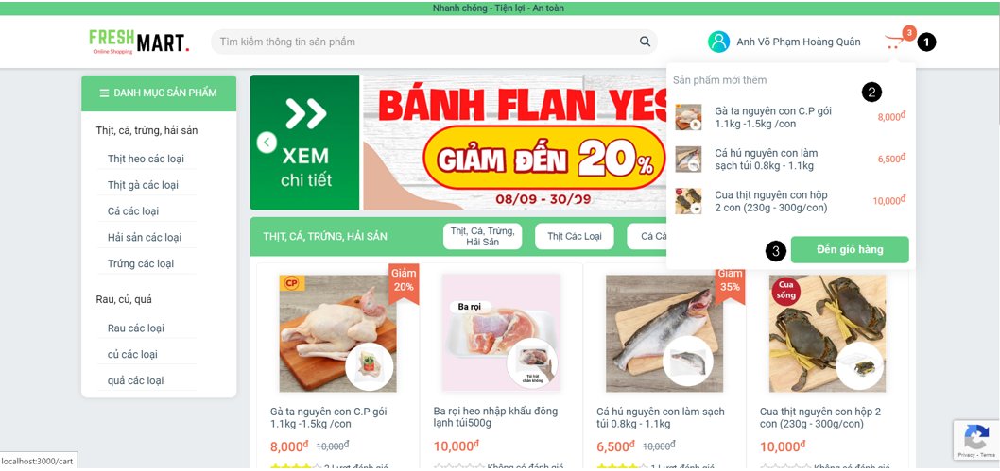 Nhanh chóng - Tiện lợi - An toàn
FRESH MART.
Online Shopping
Tìm kiếm thông tin sản phẩm
Anh Võ Phạm Hoàng Quân
3
1
DANH MỤC SẢN PHẨM
Thịt, cá, trứng, hải sản
Thịt heo các loại
Thịt gà các loại
Cá các loại
Hải sản các loại
Trứng các loại
Rau, củ, quả
Rau các loại
củ các loại
quả các loại
XEM
chi tiết
BÁNH FLAN YES
GIẢM ĐẾN 20%
08/09 - 30/09
Sản phẩm mới thêm
2
Gà ta nguyên con C.P gói
1.1kg -1.5kg /con
8,000đ
Cá hú nguyên con làm
sạch túi 0.8kg - 1.1kg
6,500đ
Cua thịt nguyên con hộp
2 con (230g - 300g/con)
10,000đ
3
Đến giỏ hàng
THỊT, CÁ, TRỨNG, HẢI SẢN
Thịt, Cá, Trứng,
Hải Sản
Thịt Các Loại
Cá Cá
CP
Giảm
20%
Ba rọi
Túi hút
chân không
Giảm
35%
Cua
sống
Gà ta nguyên con C.P gói
1.1kg -1.5kg /con
8,000đ 10,000đ
2 Lượt đánh giá
Ba rọi heo nhập khẩu đông
lạnh túi500g
10,000đ
Không có đánh giá
Cá hú nguyên con làm sạch
túi 0.8kg - 1.1kg
6,500đ 10,000đ
1 Lượt đánh giá
Cua thịt nguyên con hộp 2
con (230g - 300g/con)
10,000đ
Không có đánh giá
Privacy - Terms
localhost:3000/cart